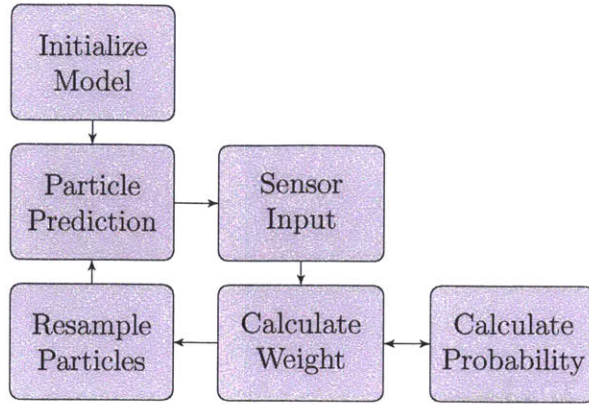 Initialize
Model
Particle
Prediction
Sensor
Input
Resample
Particles
Calculate
Weight
Calculate
Probability